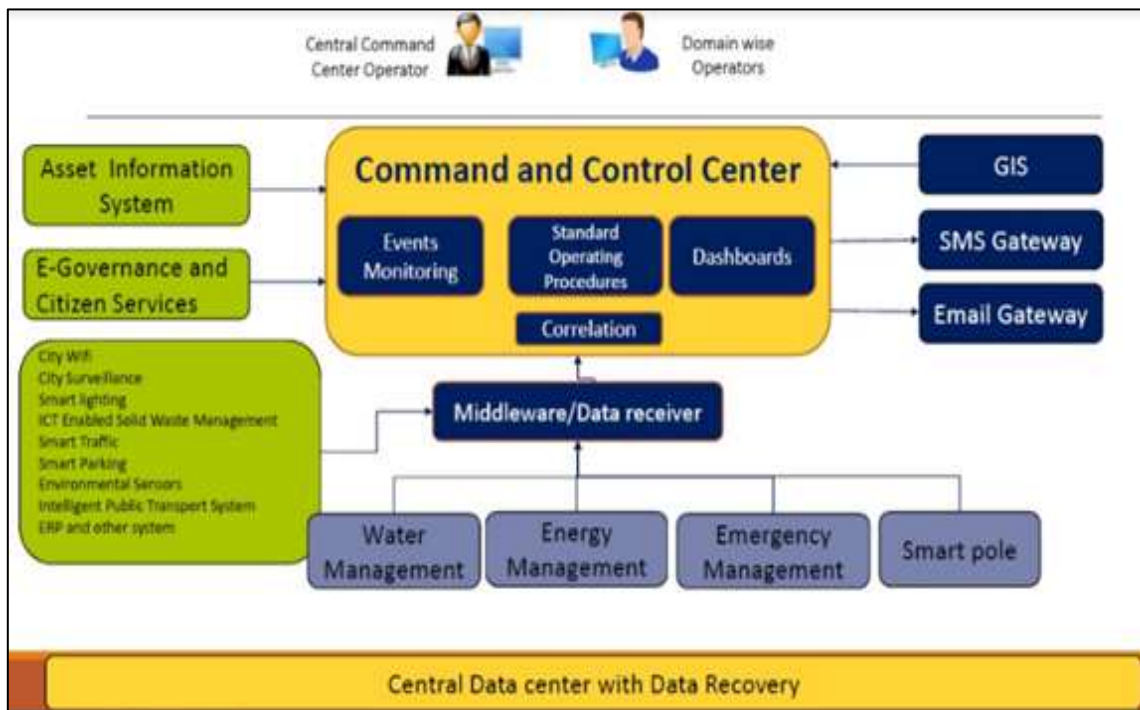 Central Command
Center Operator
Domain wise
Operators
Asset Information
System
E-Governance and
Citizen Services
Command and Control Center
Events
Monitoring
Standard
Operating
Procedures
Dashboards
Correlation
GIS
SMS Gateway
Email Gateway
City Wifi
City Surveillance
Smart lighting
ICT Enabled Solid Waste Management
Smart Traffic
Smart Parking
Environmental Sensors
Intelligent Public Transport System
ERP and other system
Middleware/Data receiver
Water
Management
Energy
Management
Emergency
Management
Smart pole
Central Data center with Data Recovery